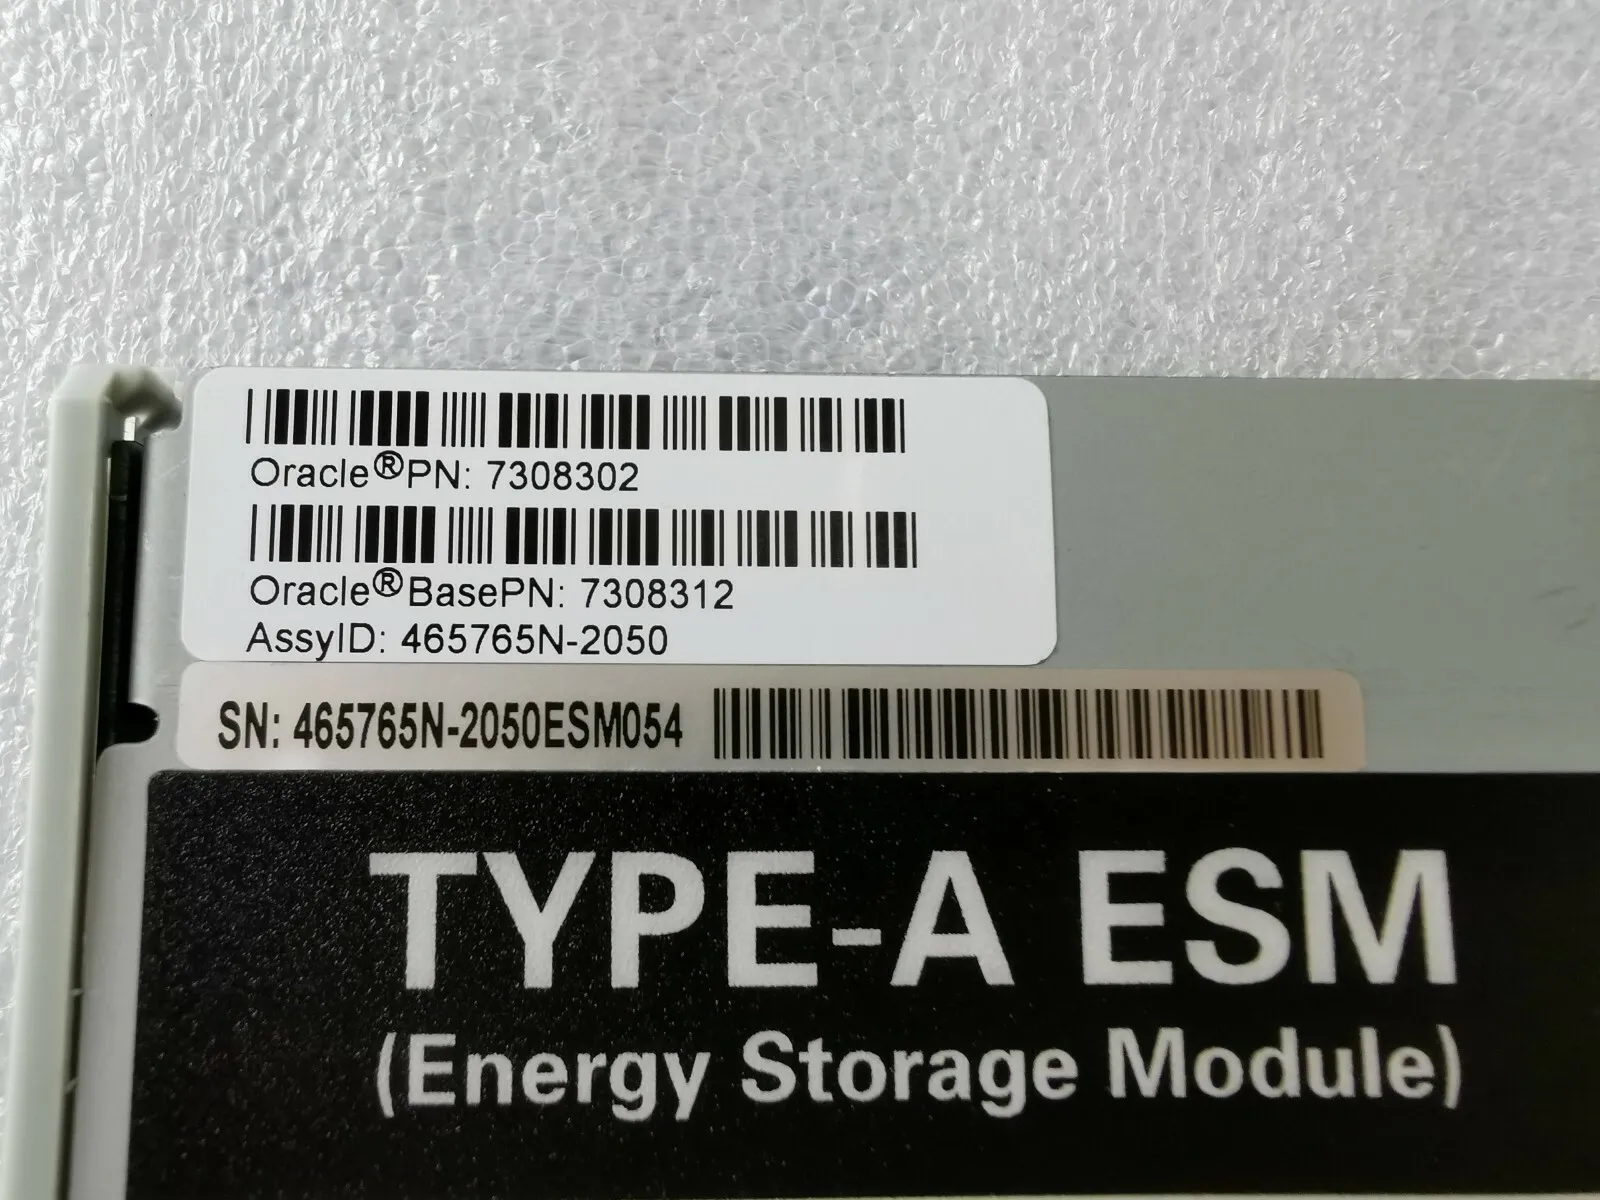 Oracle®PN: 7308302
Oracle®BasePN: 7308312
AssyID: 465765N-2050
SN: 465765N-2050ESM054
TYPE-A ESM
(Energy Storage Module)